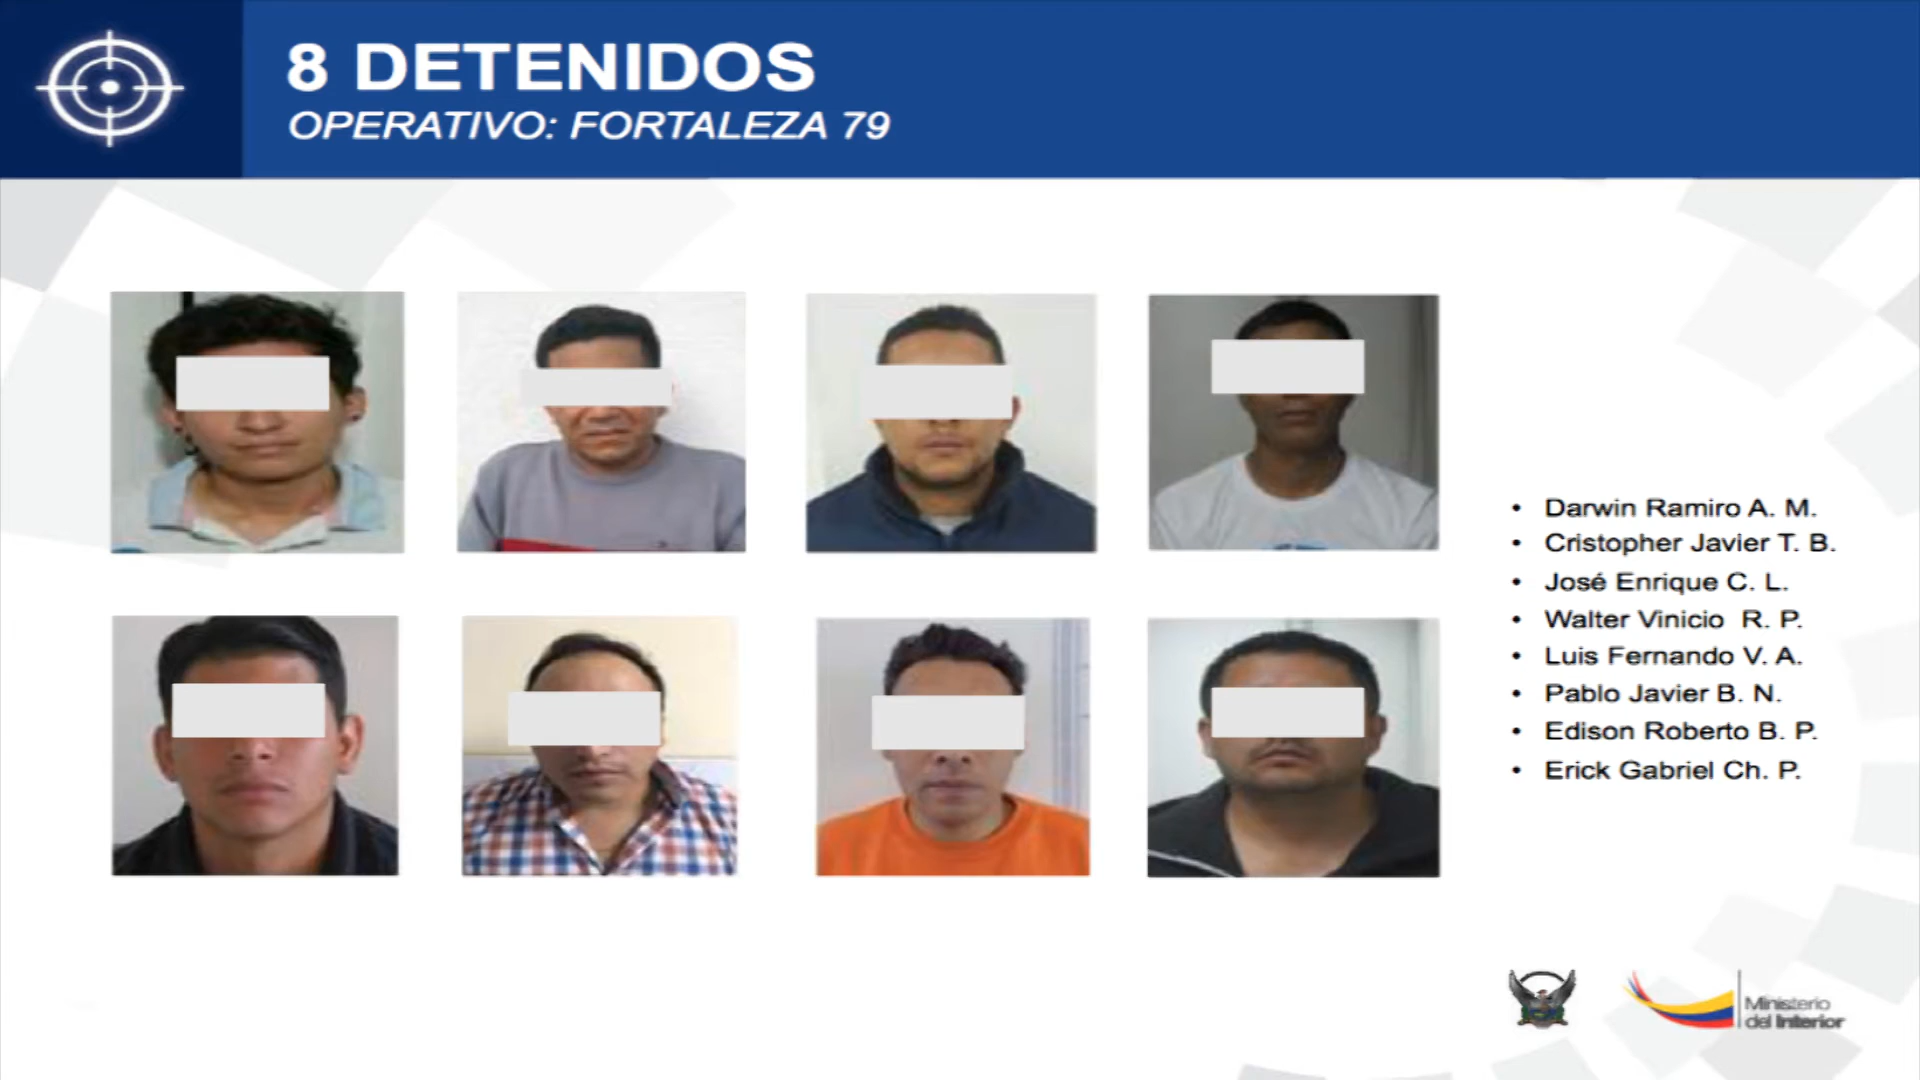 8 DETENIDOS
OPERATIVO: FORTALEZA 79
• Darwin Ramiro A. M.
• Cristopher Javier T. B.
• José Enrique C. L.
• Walter Vinicio R. P.
• Luis Fernando V. A.
• Pablo Javier B. N.
• Edison Roberto B. P.
• Erick Gabriel Ch. P.
Ministerio
del Interior